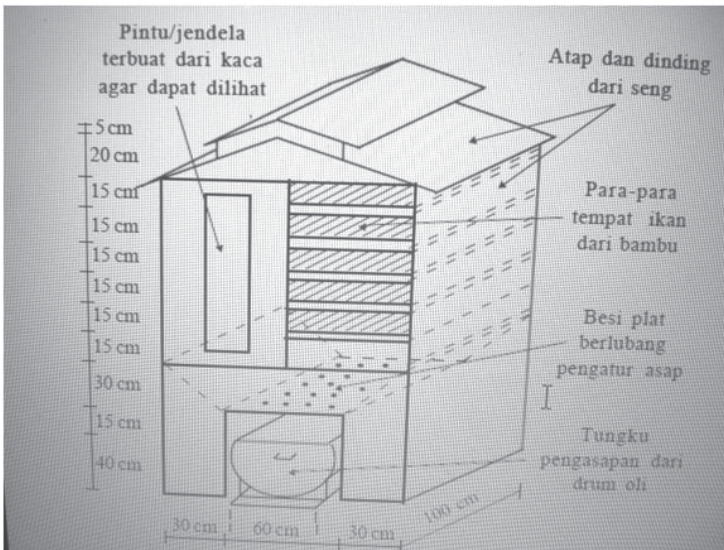 Pintu/jendela
terbuat dari kaca
agar dapat dilihat
Atap dan dinding
dari seng
5 cm
20 cm
15 cm
15 cm
15 cm
15 cm
15 cm
15 cm
30 cm
15 cm
40 cm
Para-para
tempat ikan
dari bambu
Besi plat
berlubang
pengatur asap
Tungku
pengasapan dari
drum oli
30 cm
60 cm
30 cm
100 cm